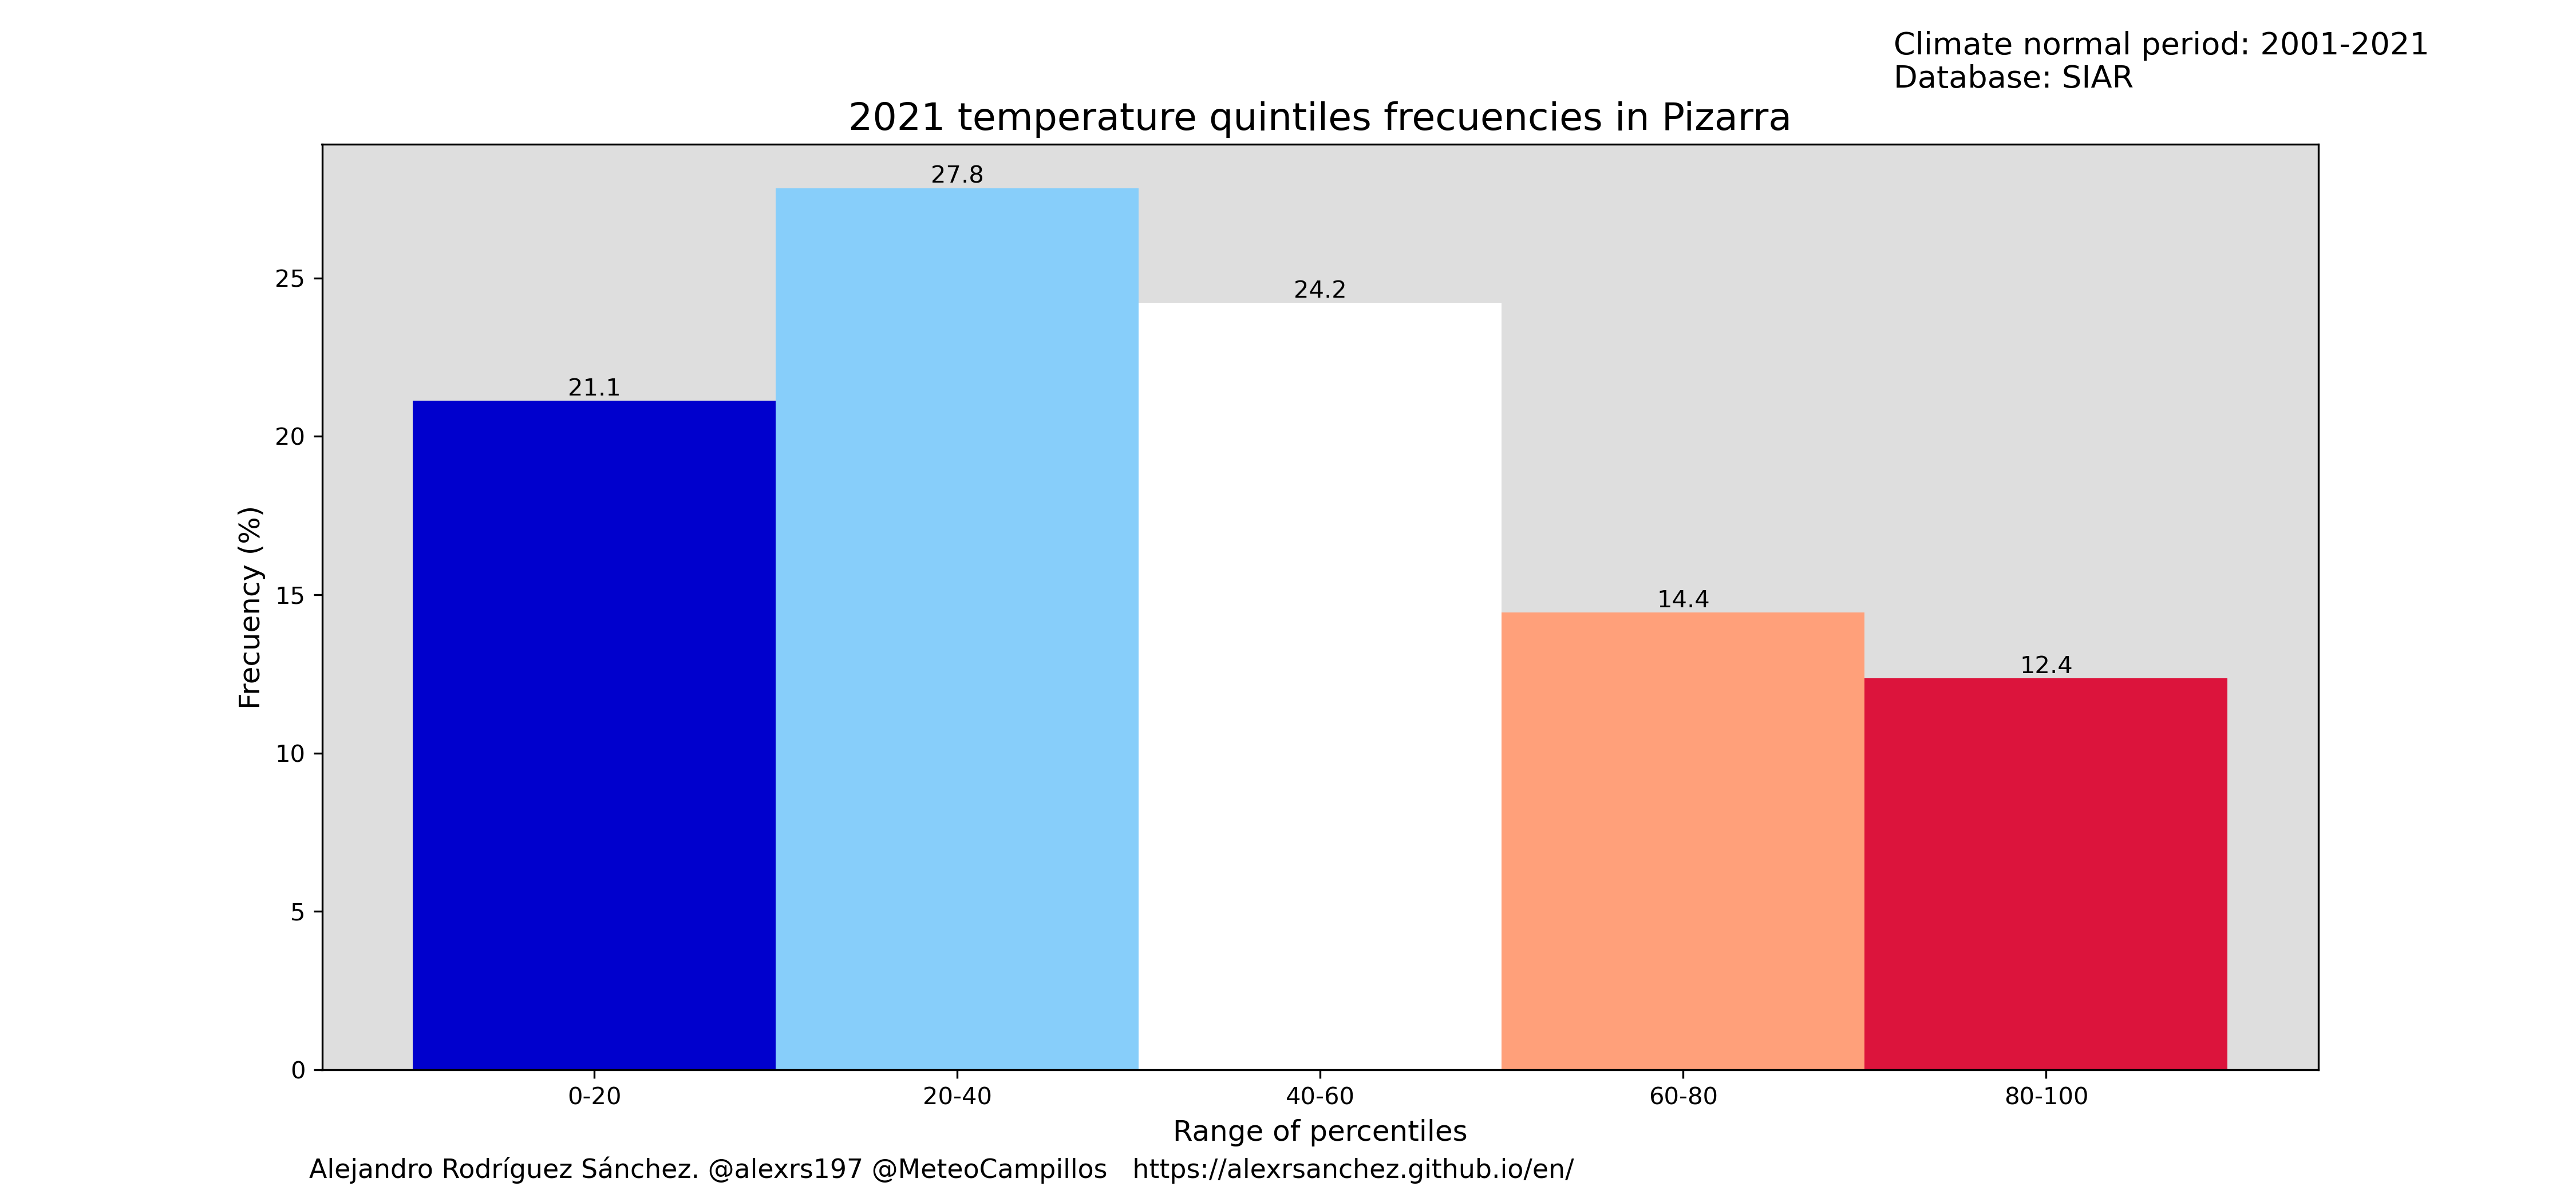 Climate normal period: 2001-2021
Database: SIAR
2021 temperature quintiles frecuencies in Pizarra
27.8
25
24.2
21.1
20
Frecuency (%)
15
14.4
12.4
10
5
0
0-20 20-40 40-60 60-80 80-100
Range of percentiles
Alejandro Rodríguez Sánchez. @alexrs197 @MeteoCampillos https://alexrsanchez.github.io/en/